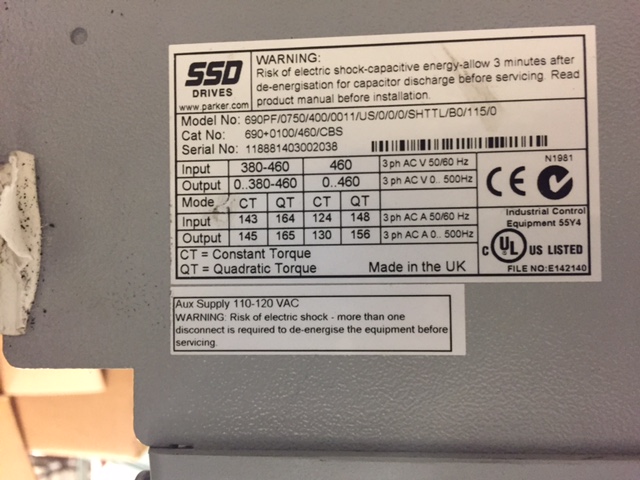 SSD
DRIVES
www.parker.com
WARNING:
Risk of electric shock-capacitive energy-allow 3 minutes after
de-energisation for capacitor discharge before servicing. Read
product manual before installation.
Model No: 690PF/0750/400/0011/US/0/0/0/SHTTL/B0/115/0
Cat No: 690+0100/460/CBS
Serial No: 118881403002038
Input 380-460 460 3 ph AC V 50/60 Hz
Output 0..380-460 0..460 3 ph AC V 0.. 500Hz
Mode CT QT CT QT
Input 143 164 124 148 3 ph AC A 50/60 Hz
Output 145 165 130 156 3 ph AC A 0.. 500Hz
CT = Constant Torque
QT = Quadratic Torque Made in the UK
N1981
CE
Industrial Control
Equipment 55Y4
C UL US LISTED
FILE NO:E142140
Aux Supply 110-120 VAC
WARNING: Risk of electric shock - more than one
disconnect is required to de-energise the equipment before
servicing.